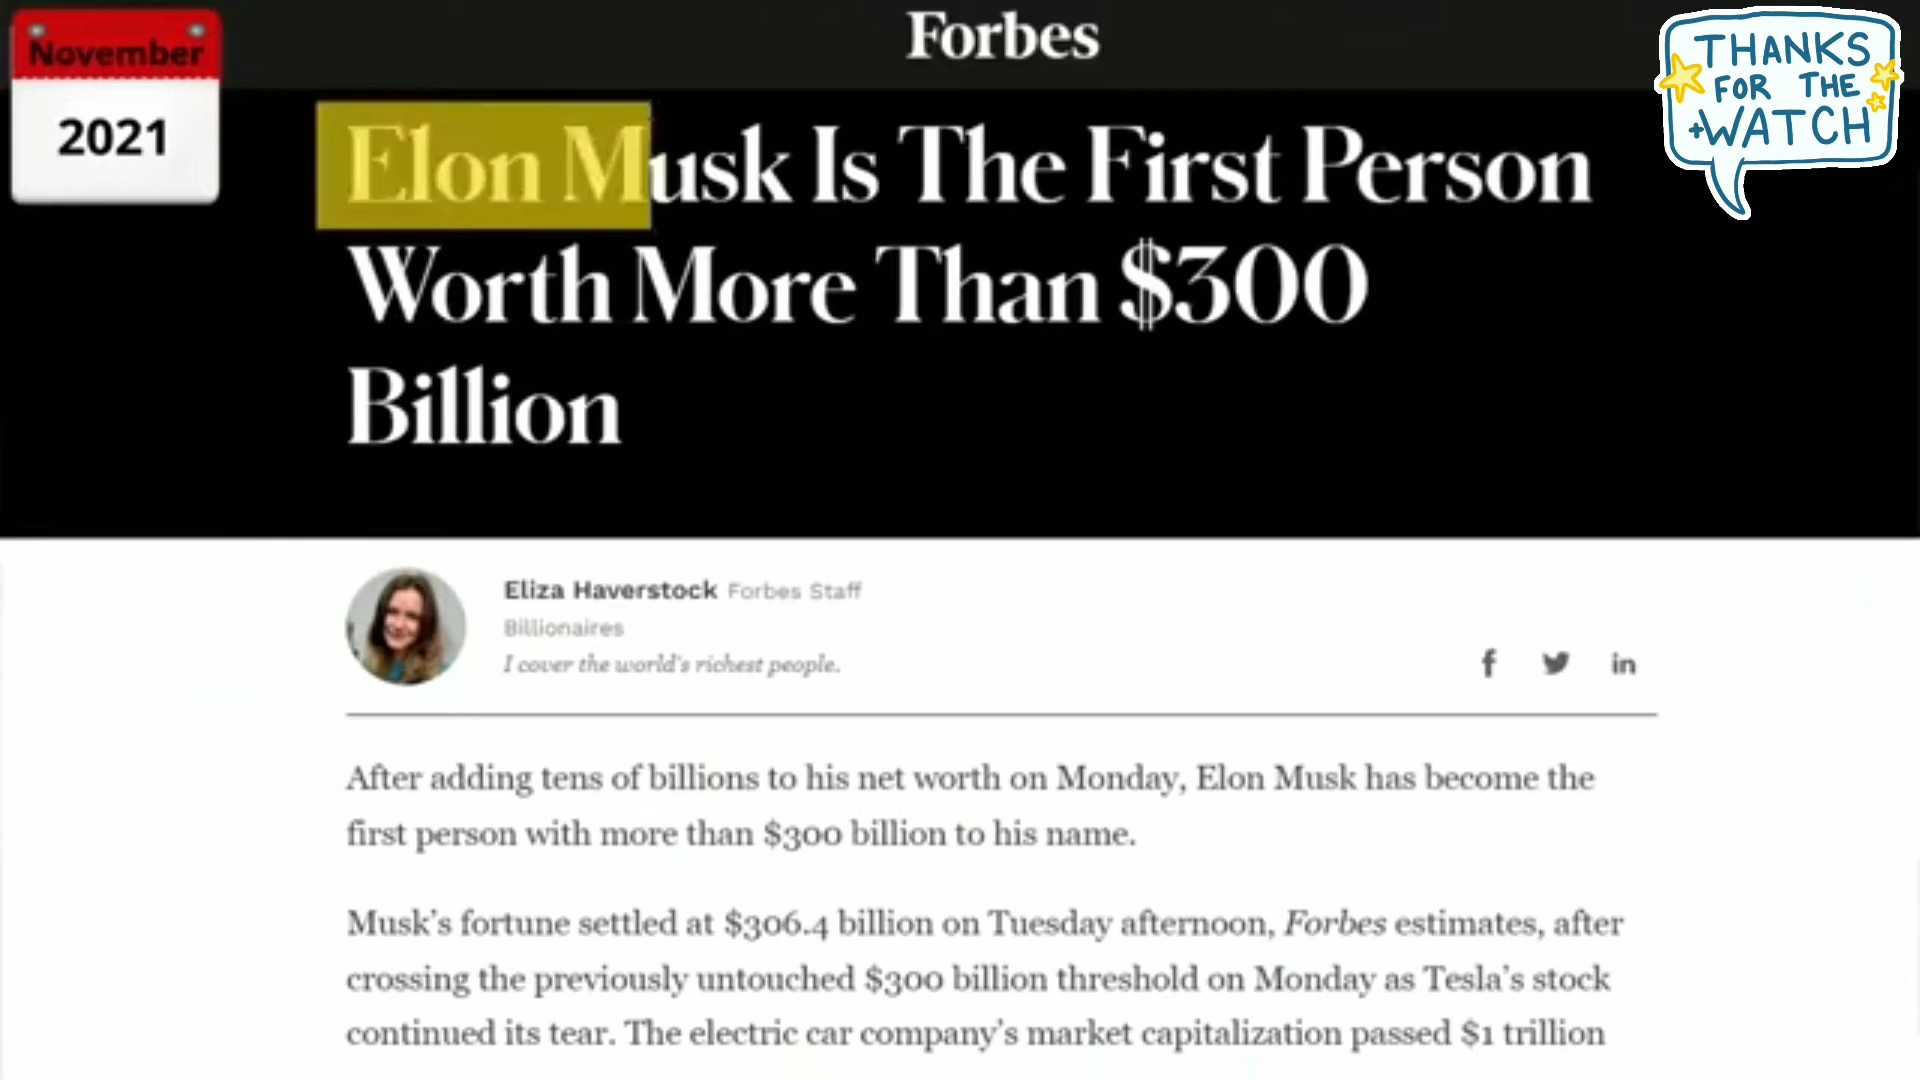 November
2021
Forbes
THANKS
FOR THE
WATCH
Elon Musk Is The First Person
Worth More Than $300
Billion
Eliza Haverstock Forbes Staff
Billionaires
I cover the world's richest people.
f in
After adding tens of billions to his net worth on Monday, Elon Musk has become the
first person with more than $300 billion to his name.
Musk's fortune settled at $306.4 billion on Tuesday afternoon, Forbes estimates, after
crossing the previously untouched $300 billion threshold on Monday as Tesla's stock
continued its tear. The electric car company's market capitalization passed $1 trillion